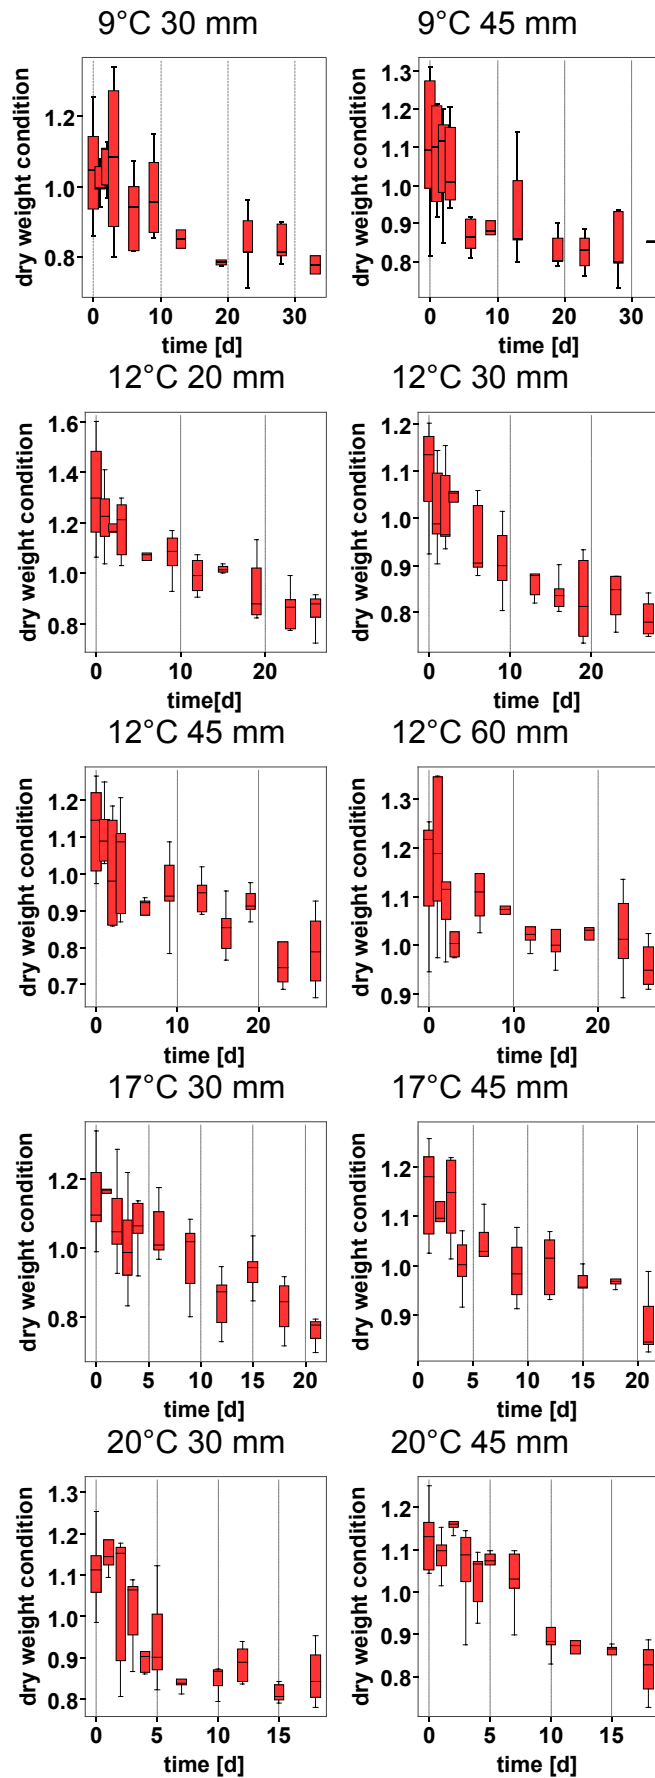 9°C 30 mm 9°C 45 mm
dry weight condition
1.2
1.0
0.8
0 10 20 30
time [d]
dry weight condition
1.3
1.2
1.1
1.0
0.9
0.8
0 10 20 30
time [d]
12°C 20 mm 12°C 30 mm
dry weight condition
1.6
1.4
1.2
1.0
0.8
0 10 20
time[d]
dry weight condition
1.2
1.1
1.0
0.9
0.8
0 10 20
time [d]
12°C 45 mm 12°C 60 mm
dry weight condition
1.2
1.1
1.0
0.9
0.8
0.7
0 10 20
time [d]
dry weight condition
1.3
1.2
1.1
1.0
0.9
0 10 20
time [d]
17°C 30 mm 17°C 45 mm
dry weight condition
1.2
1.0
0.8
0 5 10 15 20
time [d]
dry weight condition
1.2
1.1
1.0
0.9
0 5 10 15 20
time [d]
20°C 30 mm 20°C 45 mm
dry weight condition
1.3
1.2
1.1
1.0
0.9
0.8
0 5 10 15
time [d]
dry weight condition
1.2
1.1
1.0
0.9
0.8
0 5 10 15
time [d]